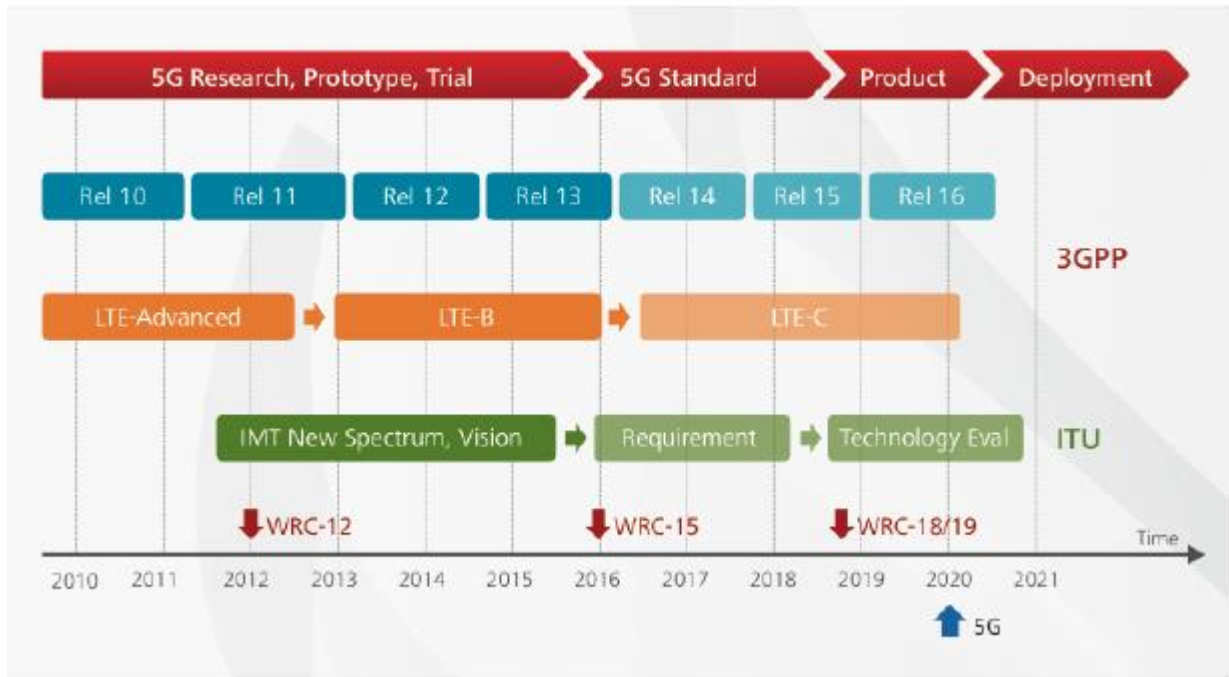 5G Research, Prototype, Trial 5G Standard Product Deployment
Rel 10 Rel 11 Rel 12 Rel 13 Rel 14 Rel 15 Rel 16
3GPP
LTE-Advanced LTE-B LTE-C
IMT New Spectrum, Vision Requirement Technology Eval ITU
WRC-12 WRC-15 WRC-18/19
Time
2010 2011 2012 2013 2014 2015 2016 2017 2018 2019 2020 2021
5G